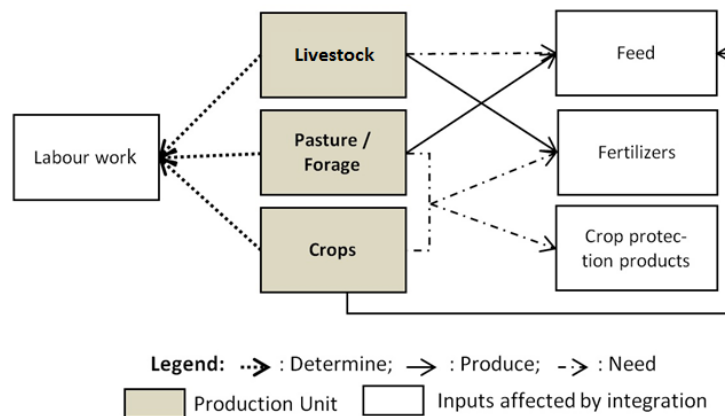 Livestock
Feed
Labour work
Pasture /
Forage
Fertilizers
Crops
Crop protec-
tion products
Legend: : Determine; : Produce; : Need
Production Unit
Inputs affected by integration